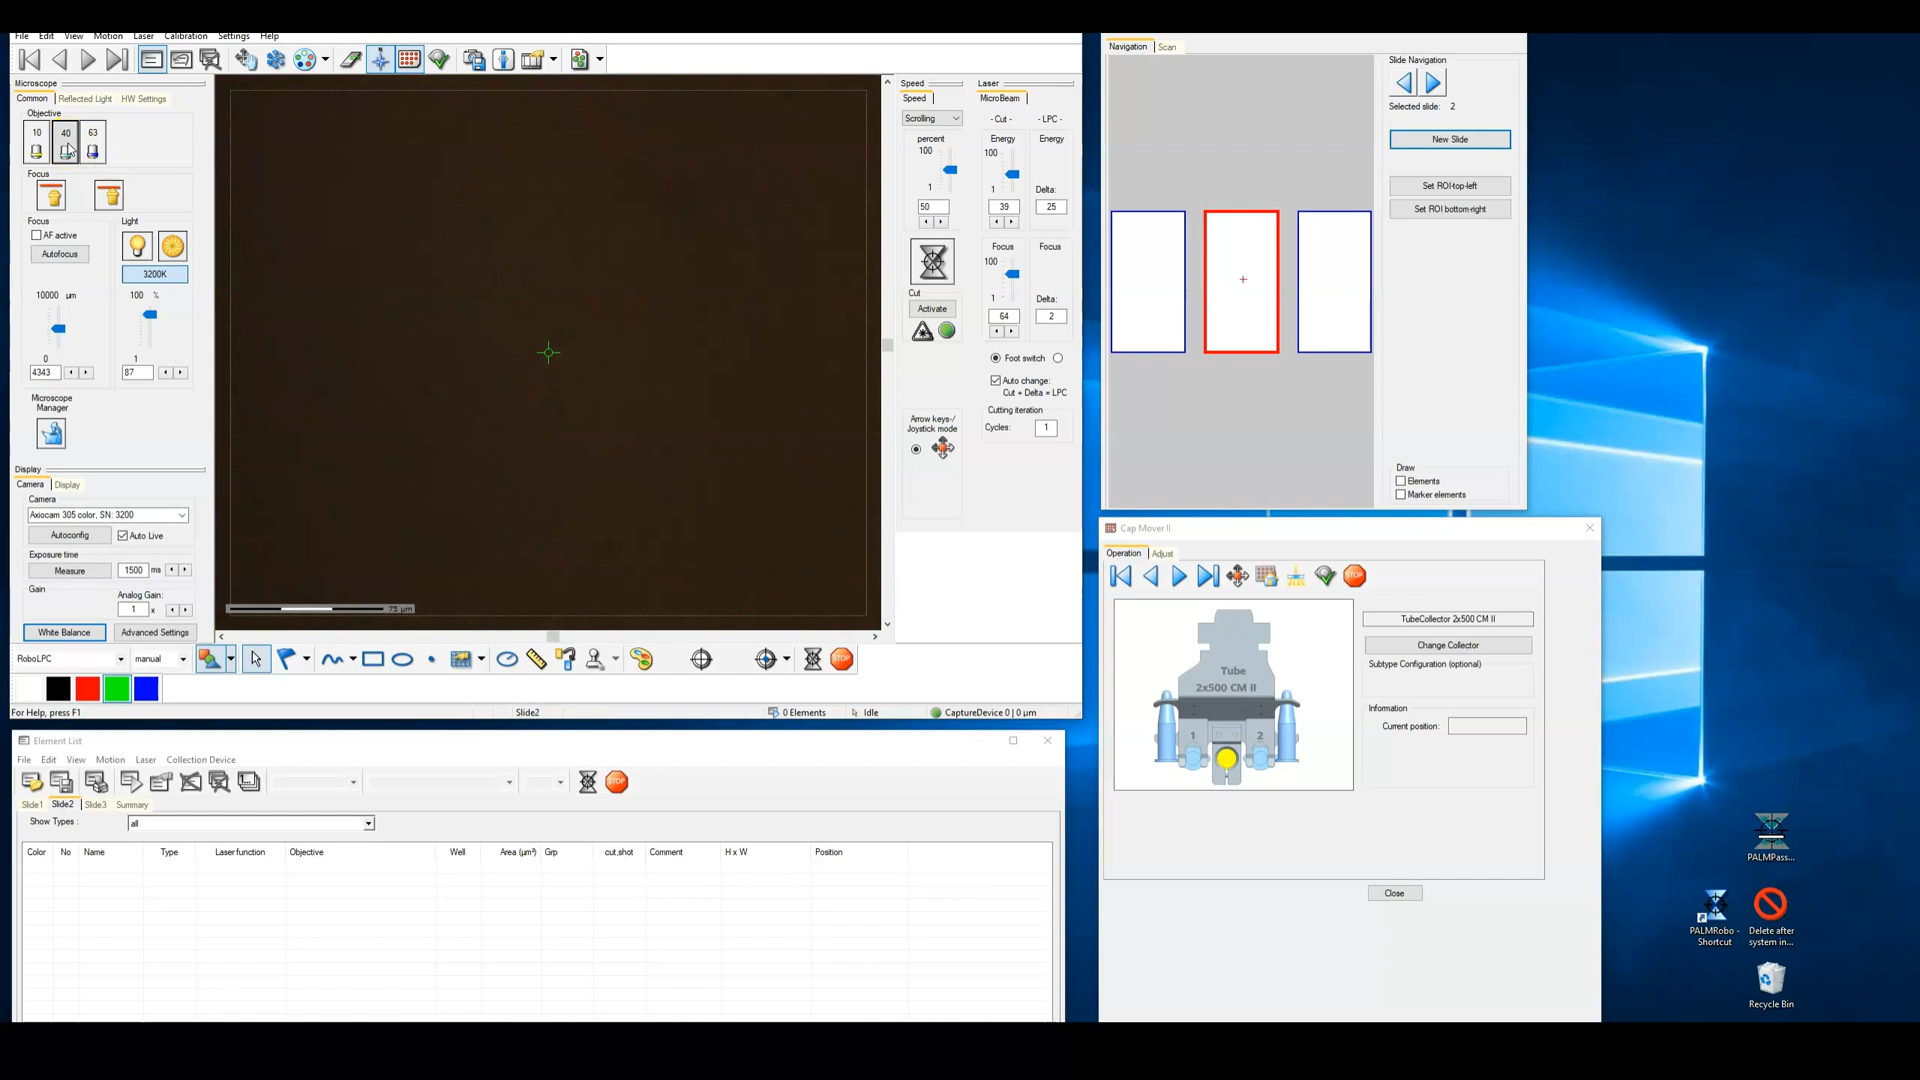 File Edit View Motion Laser Calibration Settings Help
Microscope
Common Reflected Light HW Settings
Objective
10 40 63
Focus
Focus Light
AF active
Autofocus
3200K
10000 µm 100 %
0 1
4343 87
Microscope
Manager
Display
Camera Display
Camera
Axiocam 305 color, SN: 3200
Autoconfig Auto Live
Exposure time
Measure 1500 ms
Gain Analog Gain:
1 x
White Balance Advanced Settings
75 µm
RoboLPC manual
STOP
For Help, press F1 Slide2 0 Elements Idle CaptureDevice 0 | 0 µm
Speed
Speed
Scrolling
percent
100
1
50
Cut
Activate
Arrow keys-/
Joystick mode
Laser
MicroBeam
- Cut - - LPC -
Energy Energy
100
1 Delta:
39 25
Focus Focus
100
1 Delta:
64 2
Foot switch
Auto change:
Cut + Delta = LPC
Cutting iteration
Cycles: 1
Navigation Scan
Slide Navigation
Selected slide: 2
New Slide
Set ROI-top-left
Set ROI bottom-right
Draw
Elements
Marker elements
Cap Mover II
Operation Adjust
STOP
Tube
2x500 CM II
1 2
TubeCollector 2x500 CM II
Change Collector
Subtype Configuration (optional)
Information
Current position:
Close
Element List
File Edit View Motion Laser Collection Device
STOP
Slide1 Slide2 Slide3 Summary
Show Types : all
Color No Name Type Laser function Objective Well Area (µm²) Grp cut,shot Comment H x W Position
PALMPass...
PALMRobo -
Shortcut
Delete after
system in...
Recycle Bin